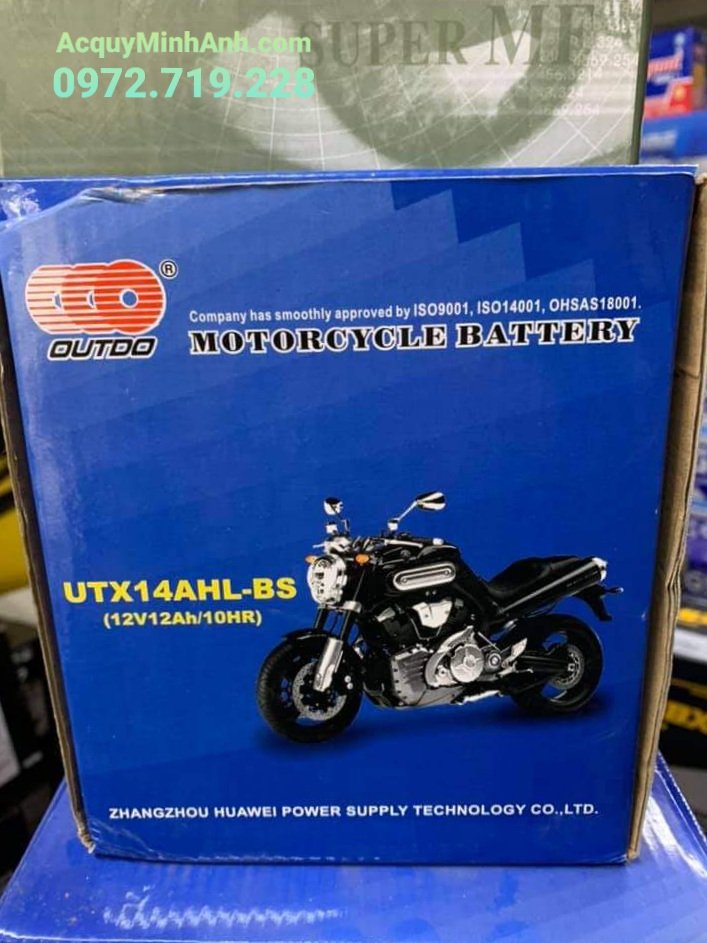 AcquyMinhAnh.com
0972.719.228
SUPER MF
OUTDO
®
Company has smoothly approved by ISO9001, ISO14001, OHSAS18001.
MOTORCYCLE BATTERY
UTX14AHL-BS
(12V12Ah/10HR)
ZHANGZHOU HUAWEI POWER SUPPLY TECHNOLOGY CO.,LTD.